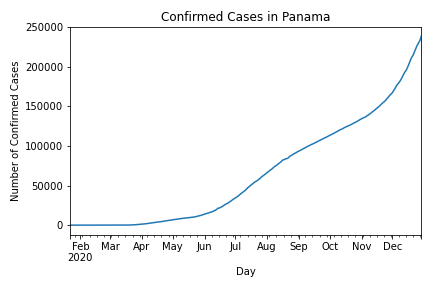 Confirmed Cases in Panama
250000
200000
150000
100000
50000
0
Number of Confirmed Cases
Feb Mar Apr May Jun Jul Aug Sep Oct Nov Dec
2020
Day